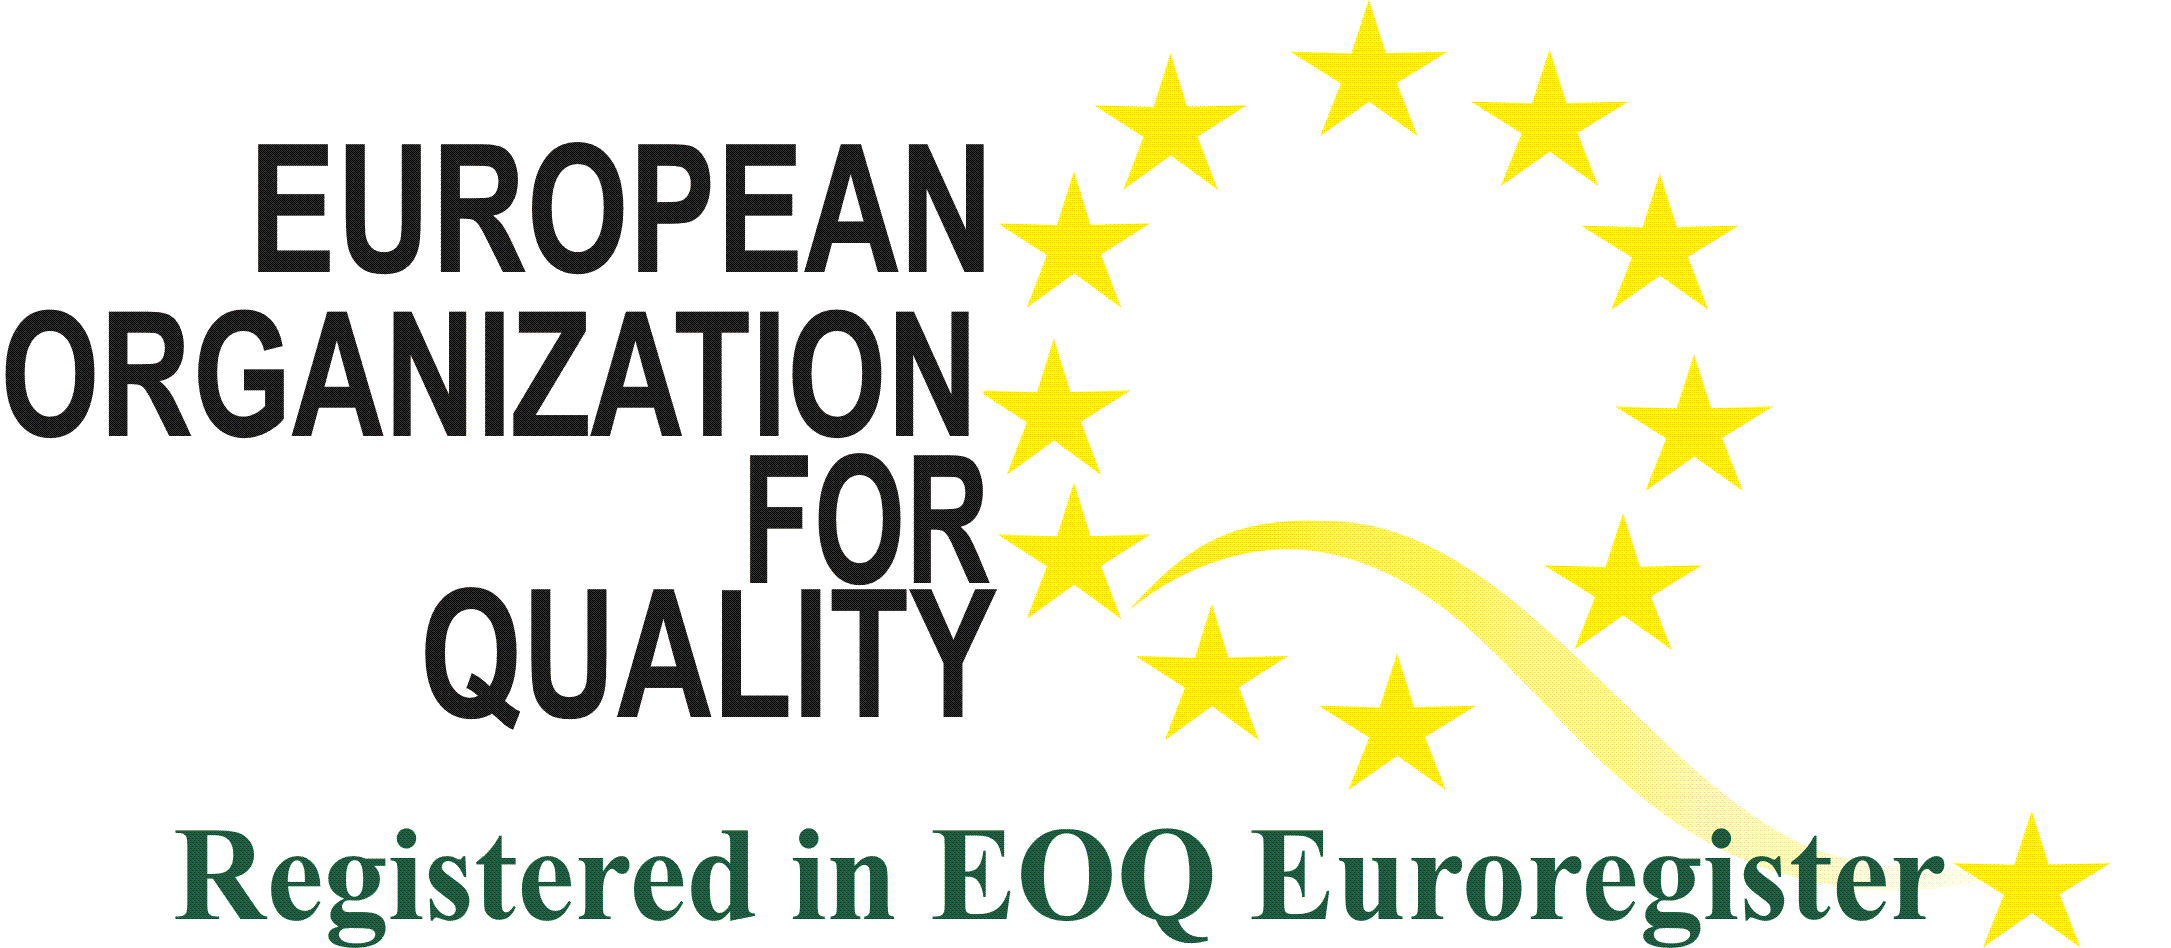 EUROPEAN
ORGANIZATION
FOR
QUALITY
Registered in EOQ Euroregister